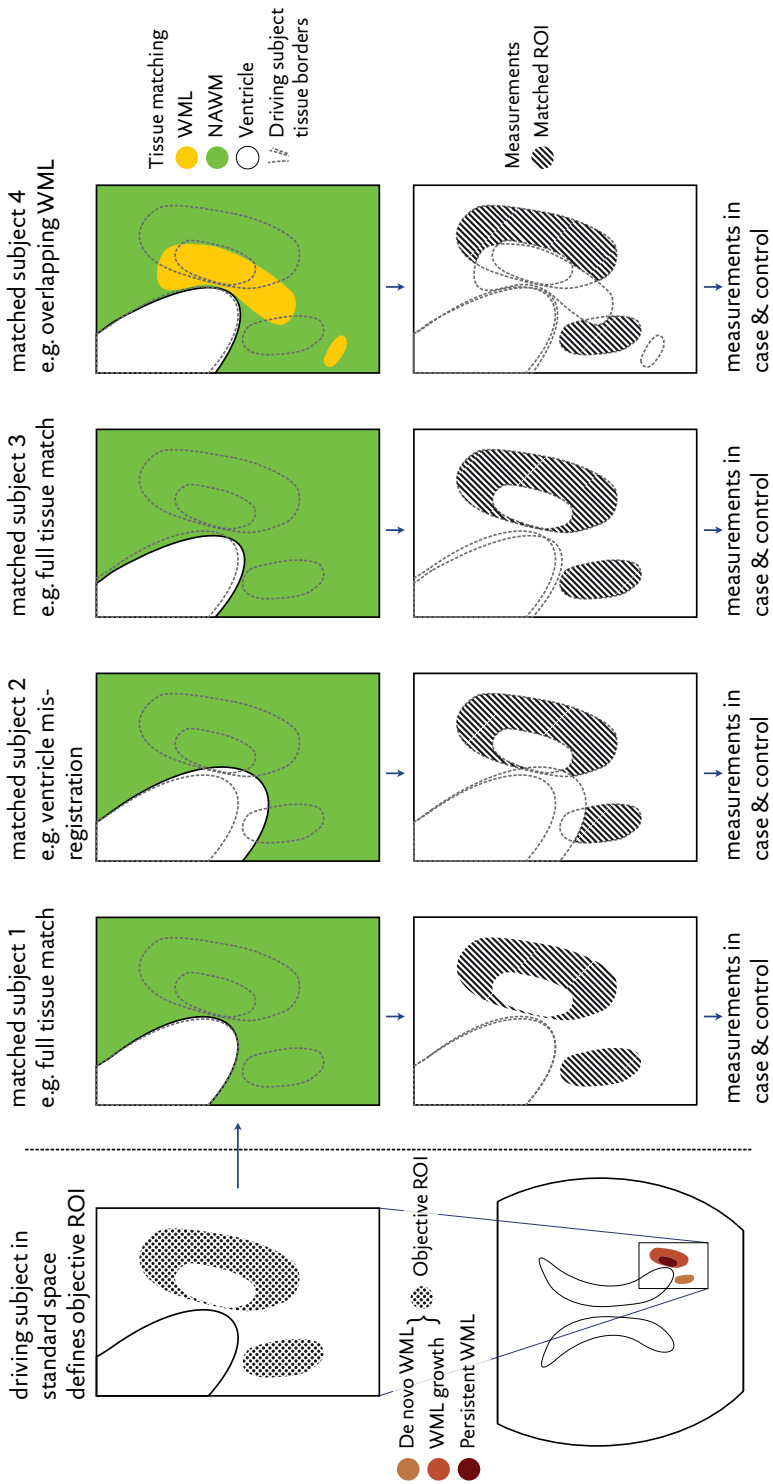 driving subject in
standard space
defines objective ROI
De novo WML
WML growth
Persistent WML
Objective ROI
matched subject 1
e.g. full tissue match
matched subject 2
e.g. ventricle mis-
registration
matched subject 3
e.g. full tissue match
matched subject 4
e.g. overlapping WML
Tissue matching
WML
NAWM
Ventricle
Driving subject
tissue borders
Measurements
Matched ROI
measurements in
case & control
measurements in
case & control
measurements in
case & control
measurements in
case & control